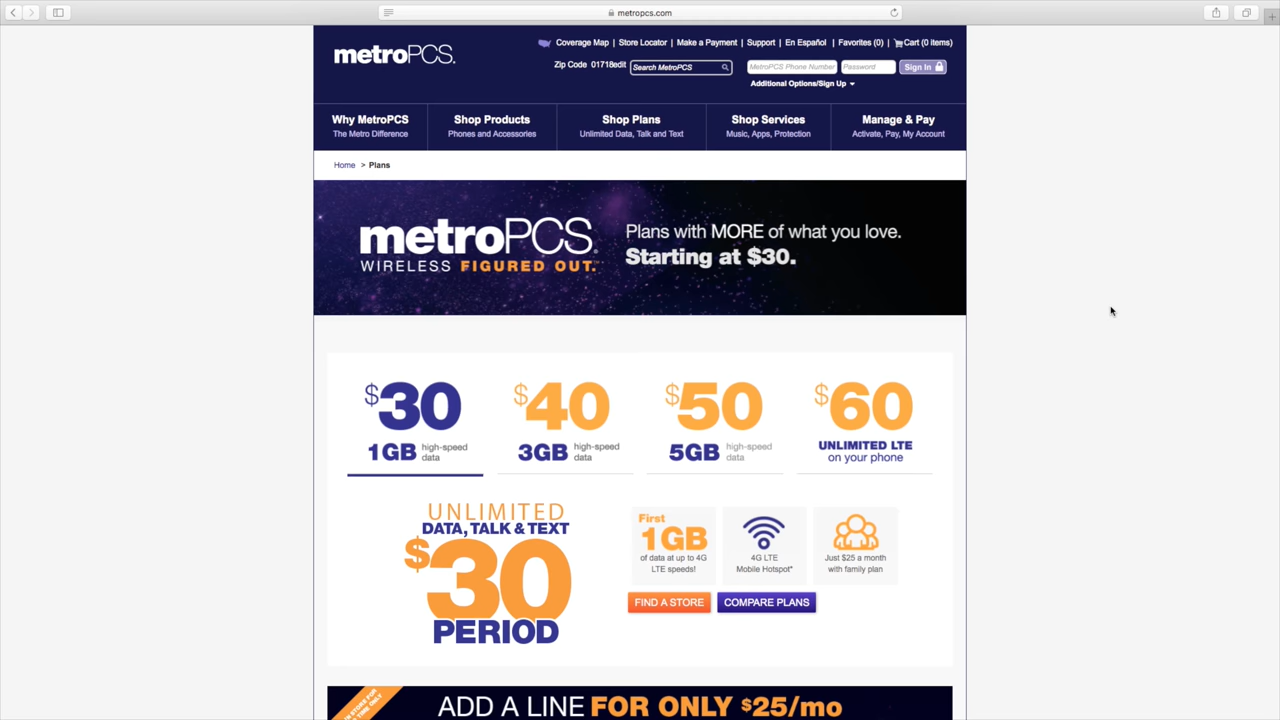 metropcs.com
metroPCS.
Coverage Map | Store Locator | Make a Payment | Support | En Español | Favorites (0) | Cart (0 items)
Zip Code 01718edit Search MetroPCS MetroPCS Phone Number Password Sign In
Additional Options/Sign Up
Why MetroPCS
The Metro Difference
Shop Products
Phones and Accessories
Shop Plans
Unlimited Data, Talk and Text
Shop Services
Music, Apps, Protection
Manage & Pay
Activate, Pay, My Account
Home > Plans
metroPCS.
WIRELESS FIGURED OUT.™
Plans with MORE of what you love.
Starting at $30.
$30
1GB high-speed data
$40
3GB high-speed data
$50
5GB high-speed data
$60
UNLIMITED LTE
on your phone
UNLIMITED
DATA, TALK & TEXT
$30
PERIOD
First
1GB
of data at up to 4G
LTE speeds!
4G LTE
Mobile Hotspot*
Just $25 a month
with family plan
FIND A STORE
COMPARE PLANS
ADD A LINE FOR ONLY $25/mo